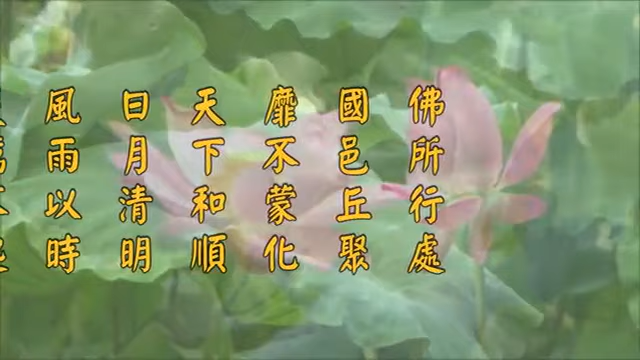 佛所行處
國邑丘聚
靡不蒙化
天下和順
日月清明
風雨以時